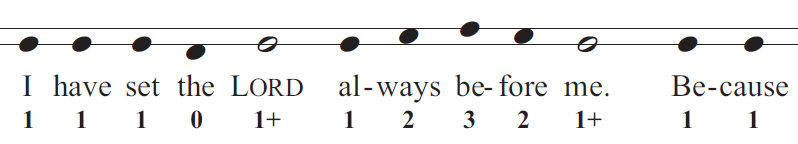 I have set the LORD al-ways be-fore me. Be-cause
1 1 1 0 1+ 1 2 3 2 1+ 1 1